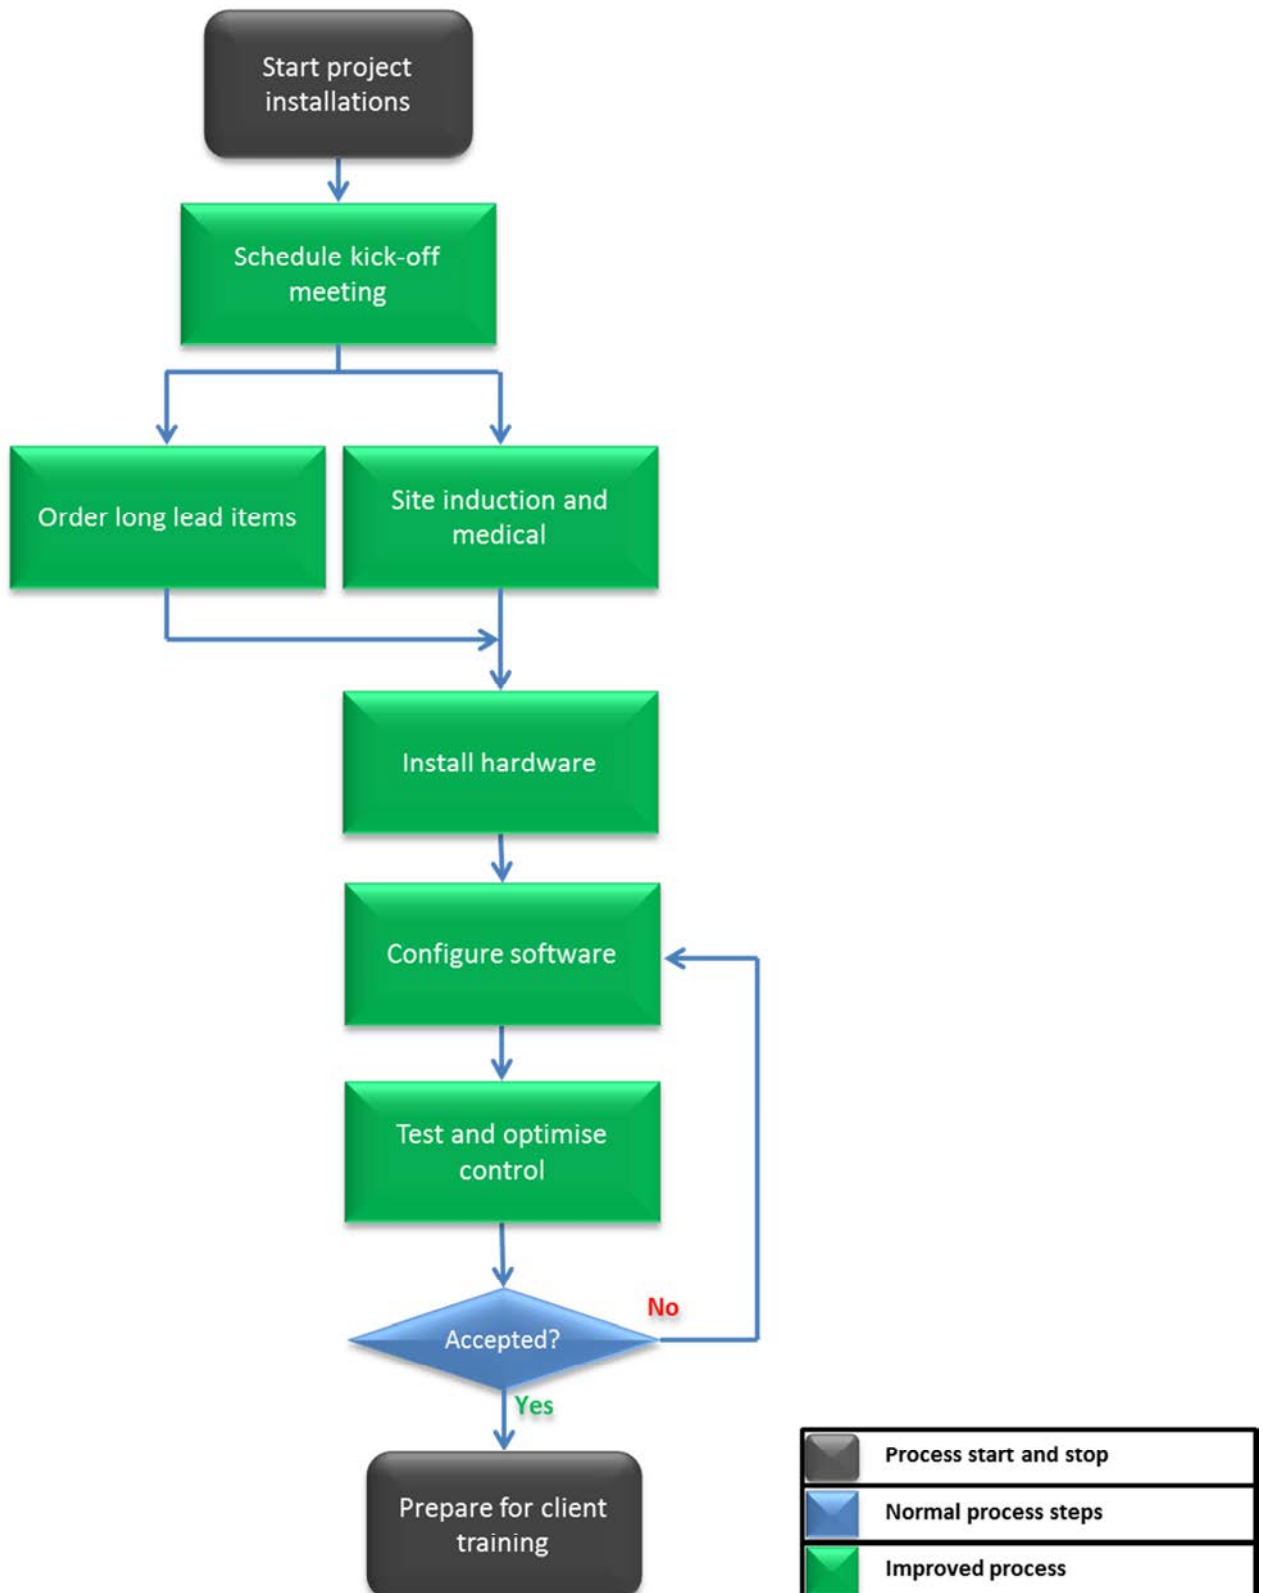 Start project
installations
Schedule kick-off
meeting
Order long lead items
Site induction and
medical
Install hardware
Configure software
Test and optimise
control
Accepted?
No
Yes
Prepare for client
training
Process start and stop
Normal process steps
Improved process